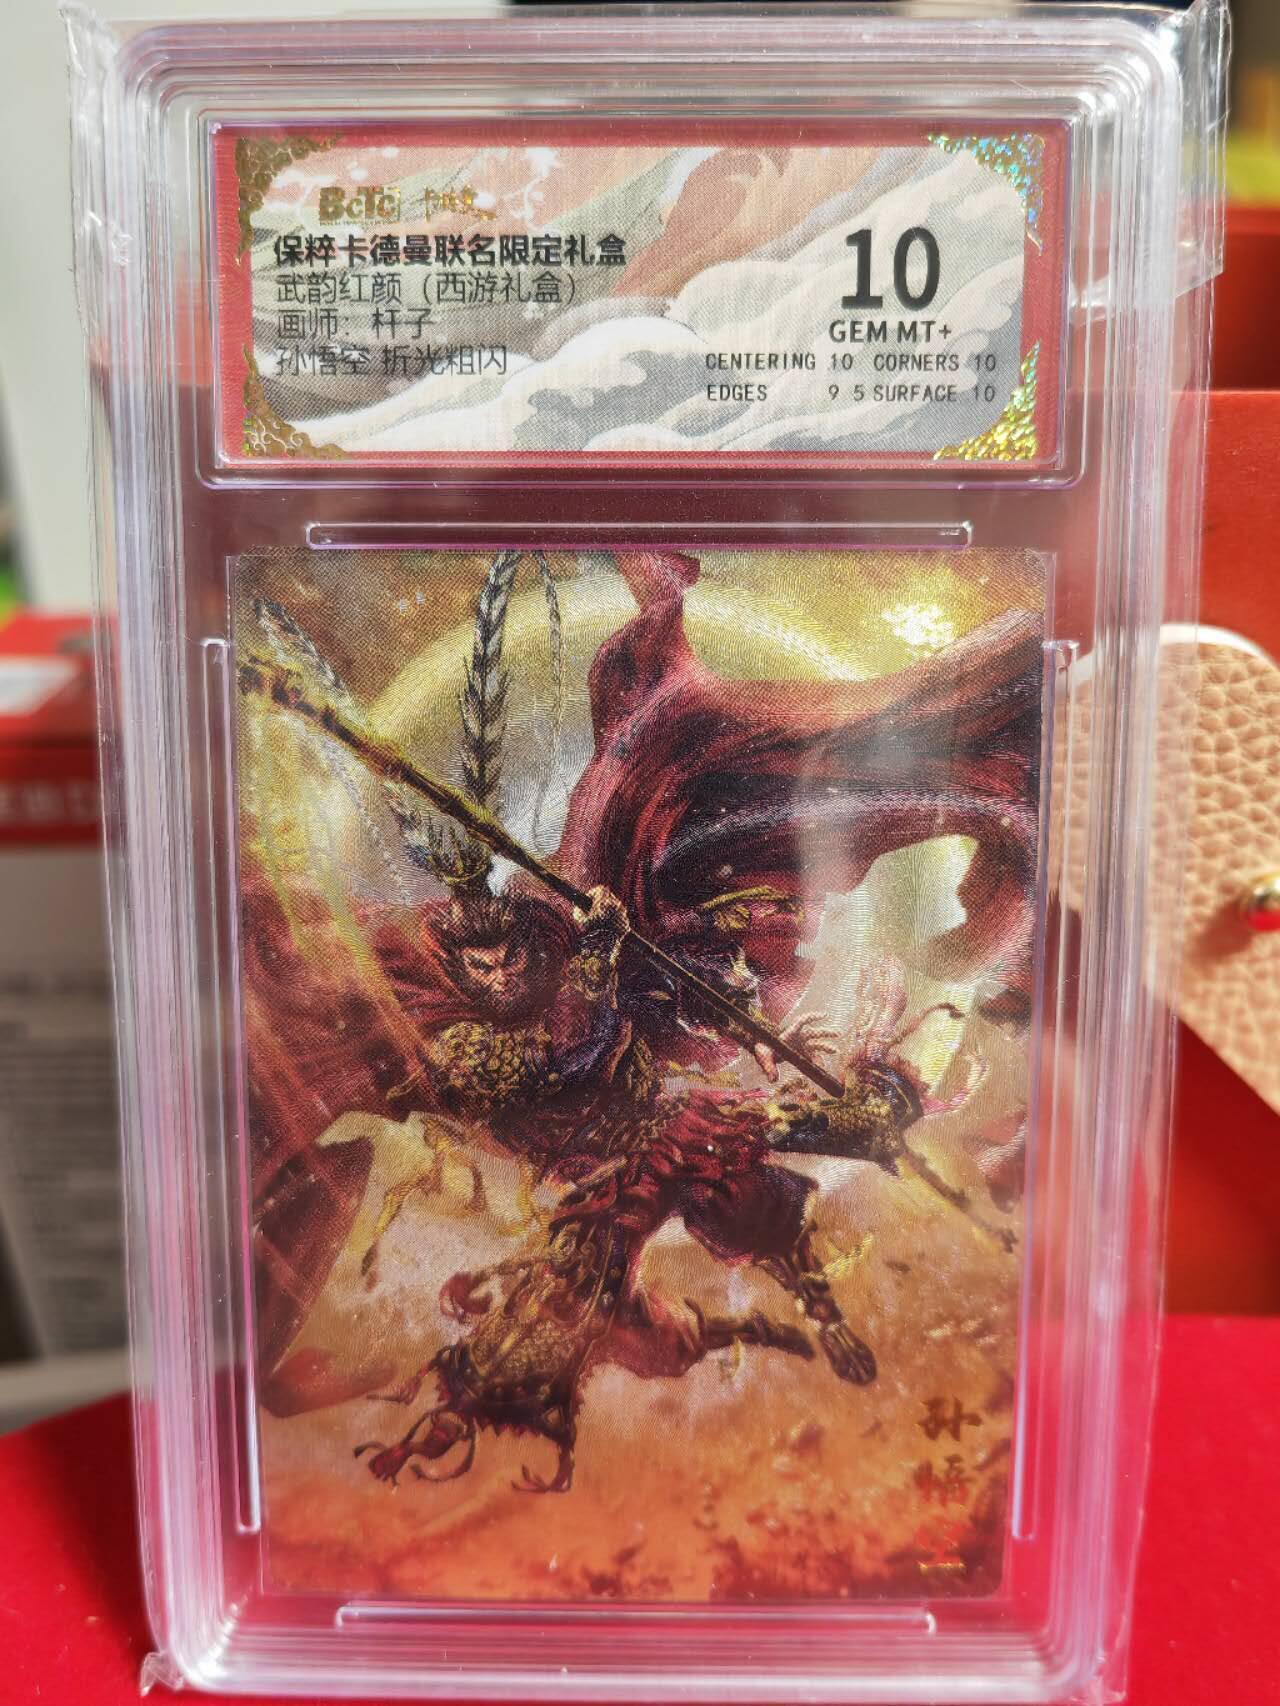 BCTC
保粹卡德曼联名限定礼盒
武韵红颜（西游礼盒）
画师：杆子
孙悟空 折光粗闪
10
GEM MT+
CENTERING 10 CORNERS 10
EDGES 9 5 SURFACE 10
孙悟空